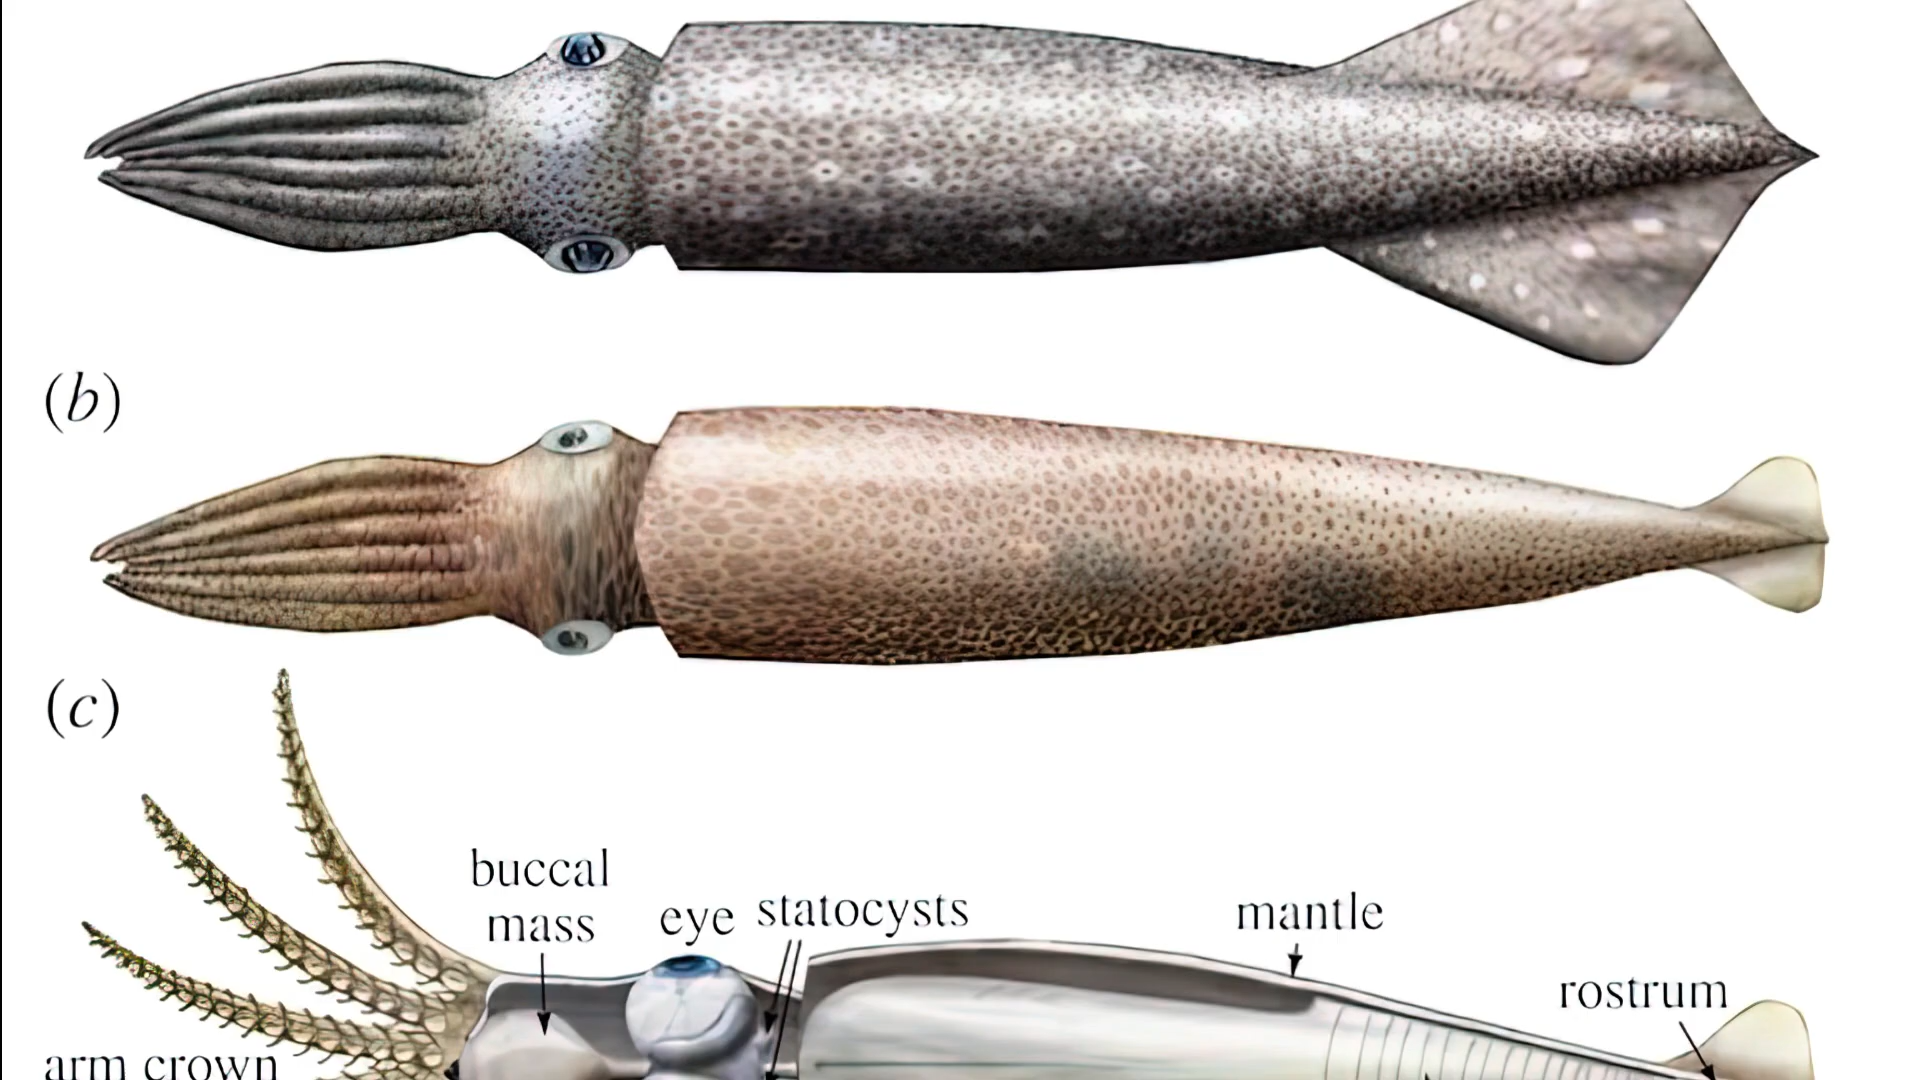 (b)
(c)
buccal
mass
eye
statocysts
mantle
rostrum
arm crown